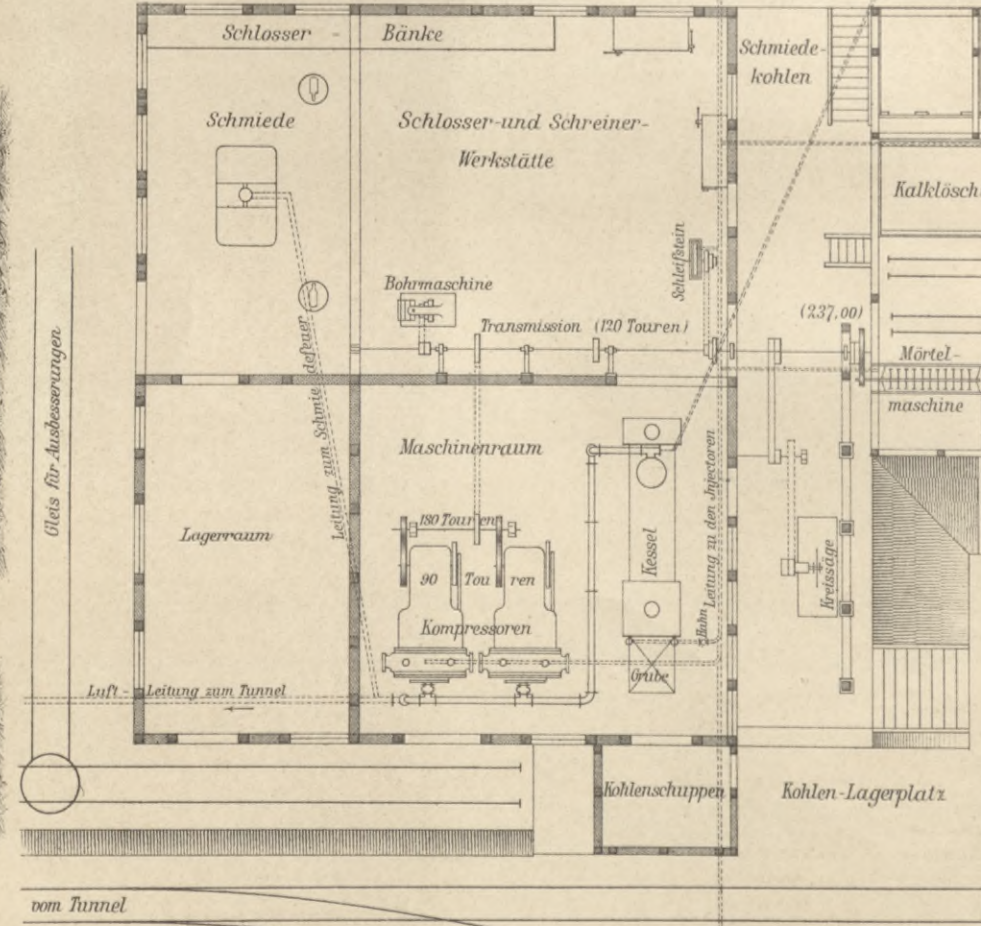 Schlosser - Bänke
Schmiede-
kohlen
Schmiede
Schlosser-und Schreiner-
Werkstätte
Kalklösch
Schleifstein
Bohrmaschine
Transmission (120 Touren)
(237,00)
Mörtel-
maschine
Gleis für Ausbesserungen
Leitung zum Schmiedefeuer
Maschinenraum
Lagerraum
180 Touren
90 Touren
Kompressoren
Kessel
Leitung zu den Injectoren
Hahn
Kreissäge
Grube
Luft-Leitung zum Tunnel
Kohlenschuppen
Kohlen-Lagerplatz
vom Tunnel